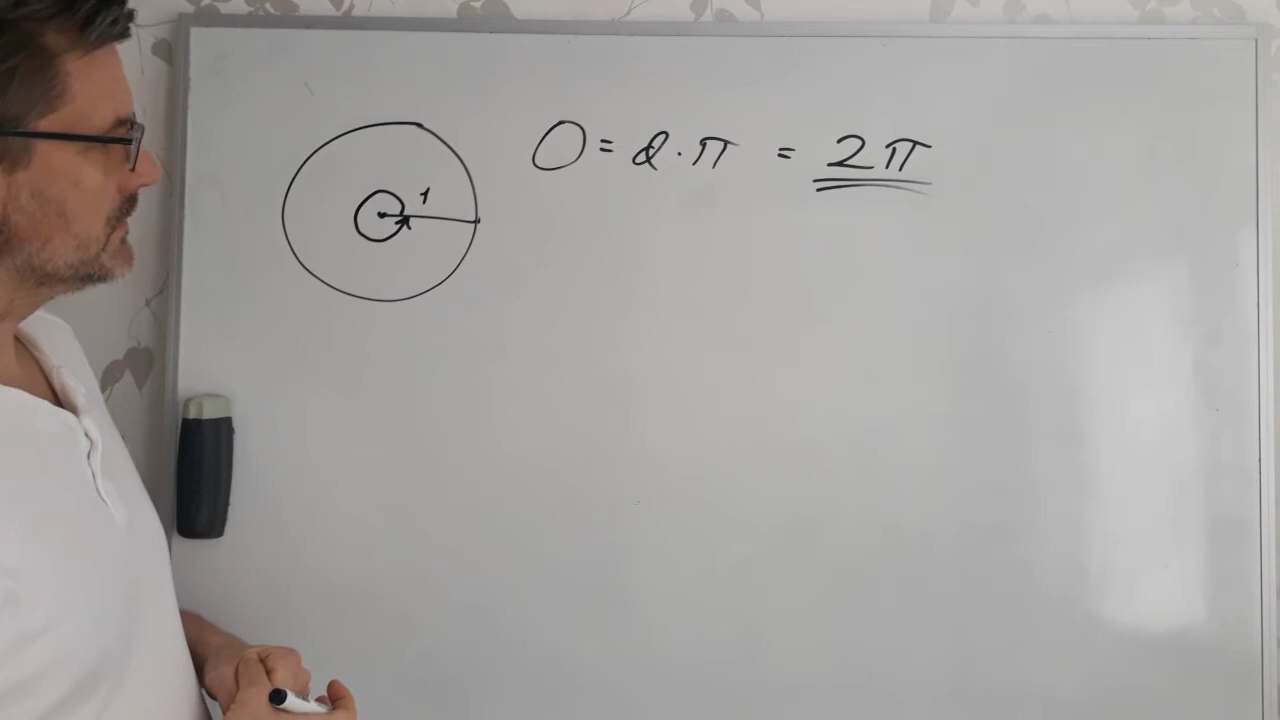 O = d · π = 2π
1